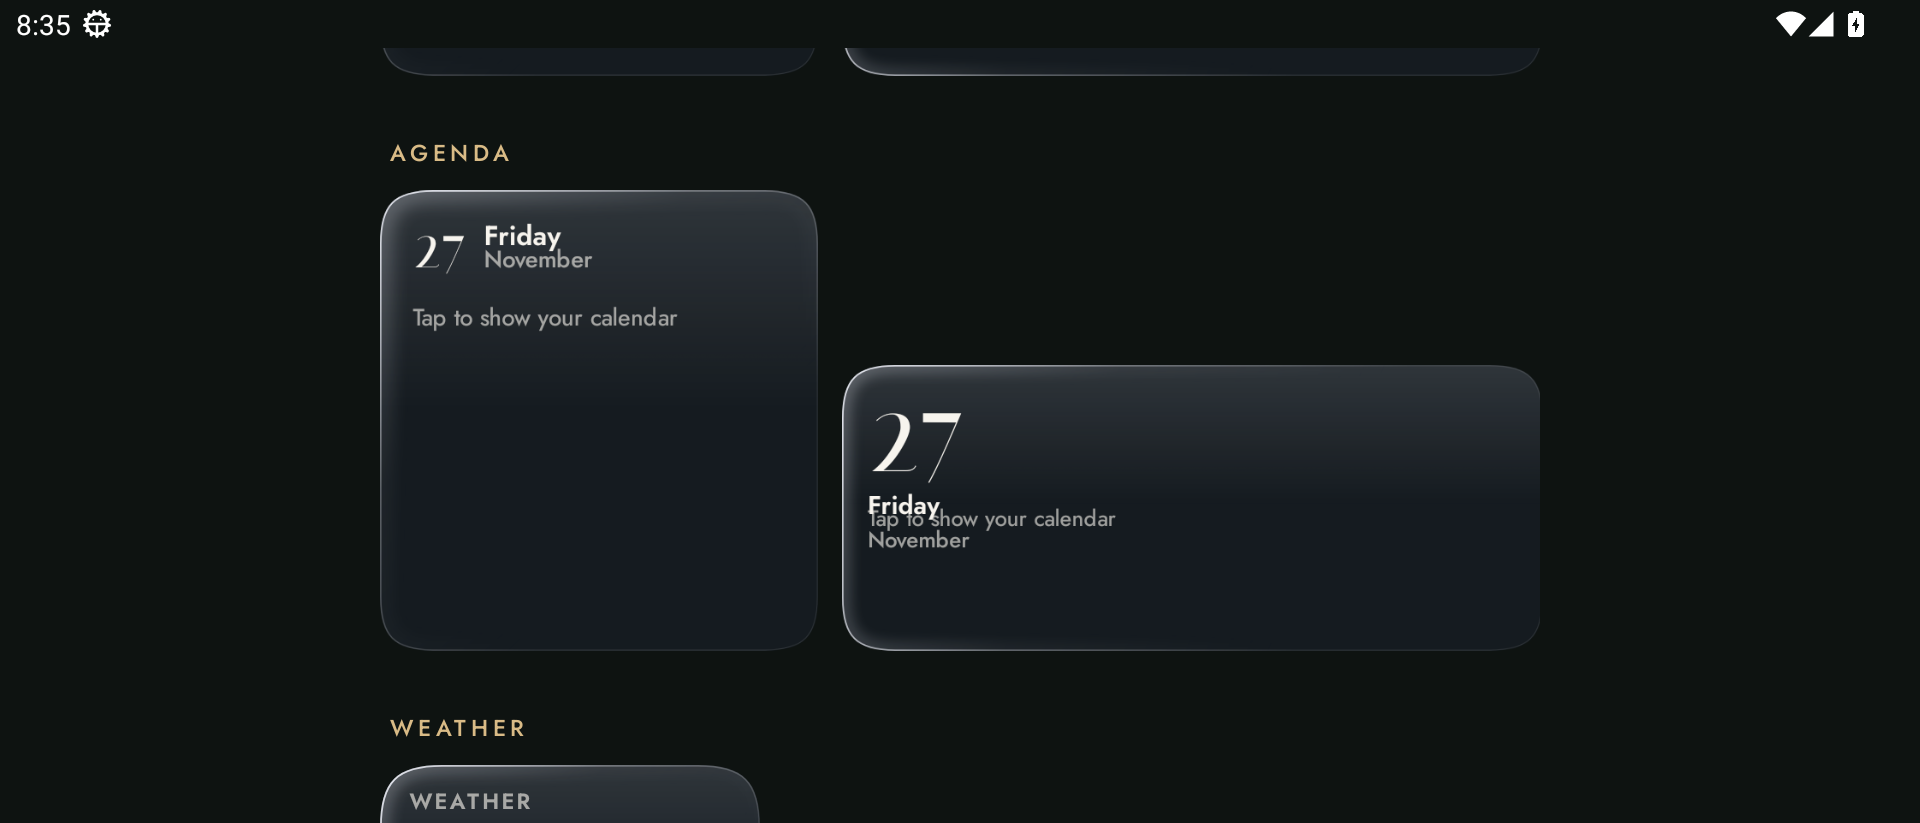 8:35
AGENDA
27
Friday
November
Tap to show your calendar
27
Friday
Tap to show your calendar
November
WEATHER
WEATHER